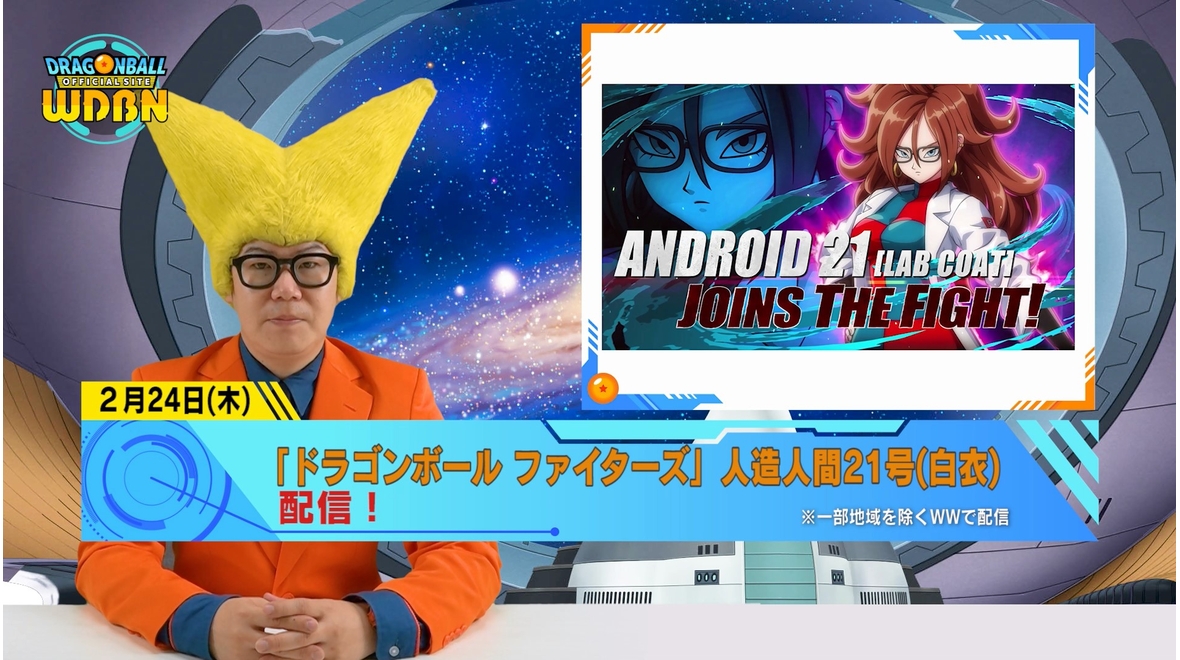 DRAGONBALL
OFFICIAL SITE
WDBN
ANDROID 21 [LAB COAT]
JOINS THE FIGHT!
2月24日(木)
「ドラゴンボール ファイターズ」人造人間21号(白衣)
配信！
※一部地域を除くWWで配信